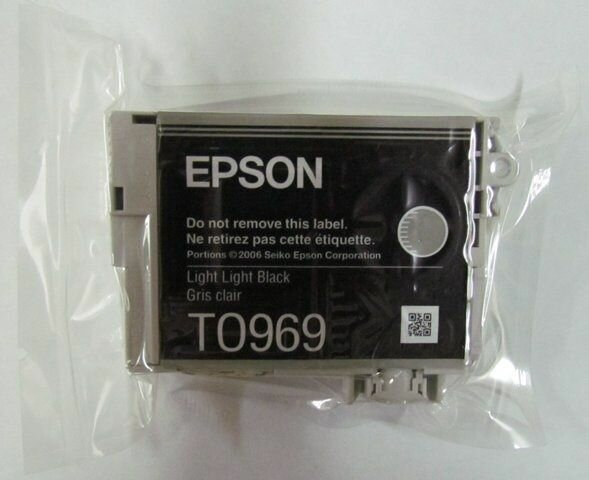 EPSON
Do not remove this label.
Ne retirez pas cette étiquette.
Portions ©2006 Seiko Epson Corporation
Light Light Black
Gris clair
T0969